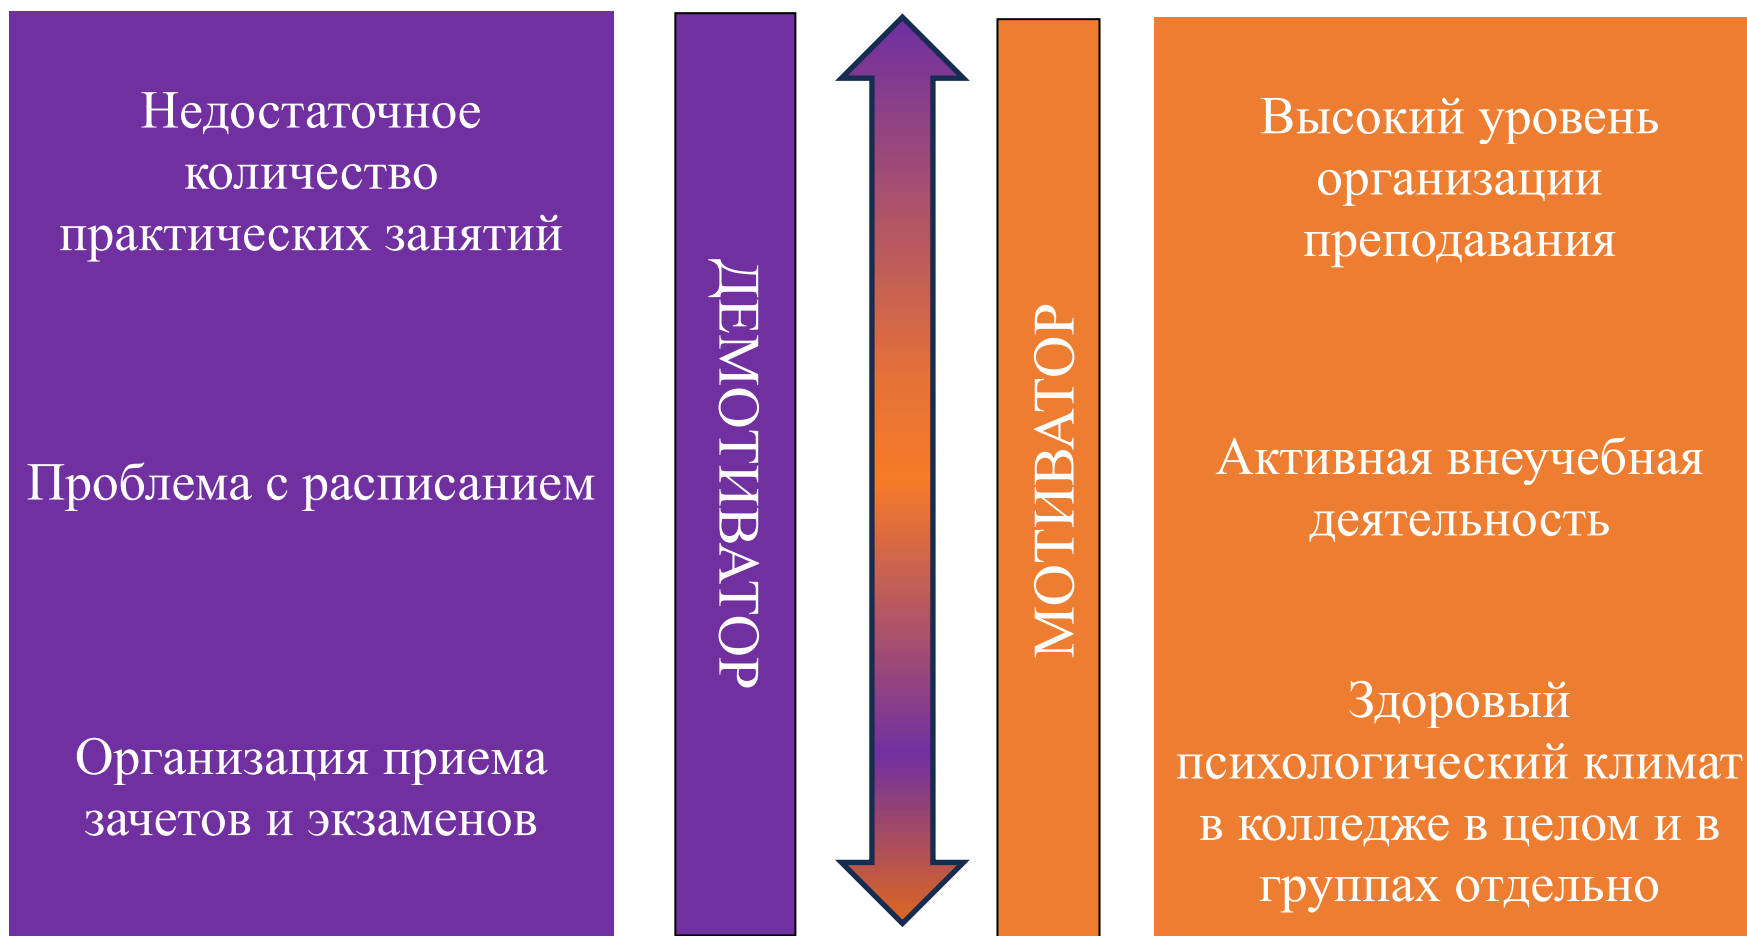 Недостаточное
количество
практических занятий
Проблема с расписанием
Организация приема
зачетов и экзаменов
ДЕМОТИВАТОР
МОТИВАТОР
Высокий уровень
организации
преподавания
Активная внеучебная
деятельность
Здоровый
психологический климат
в колледже в целом и в
группах отдельно